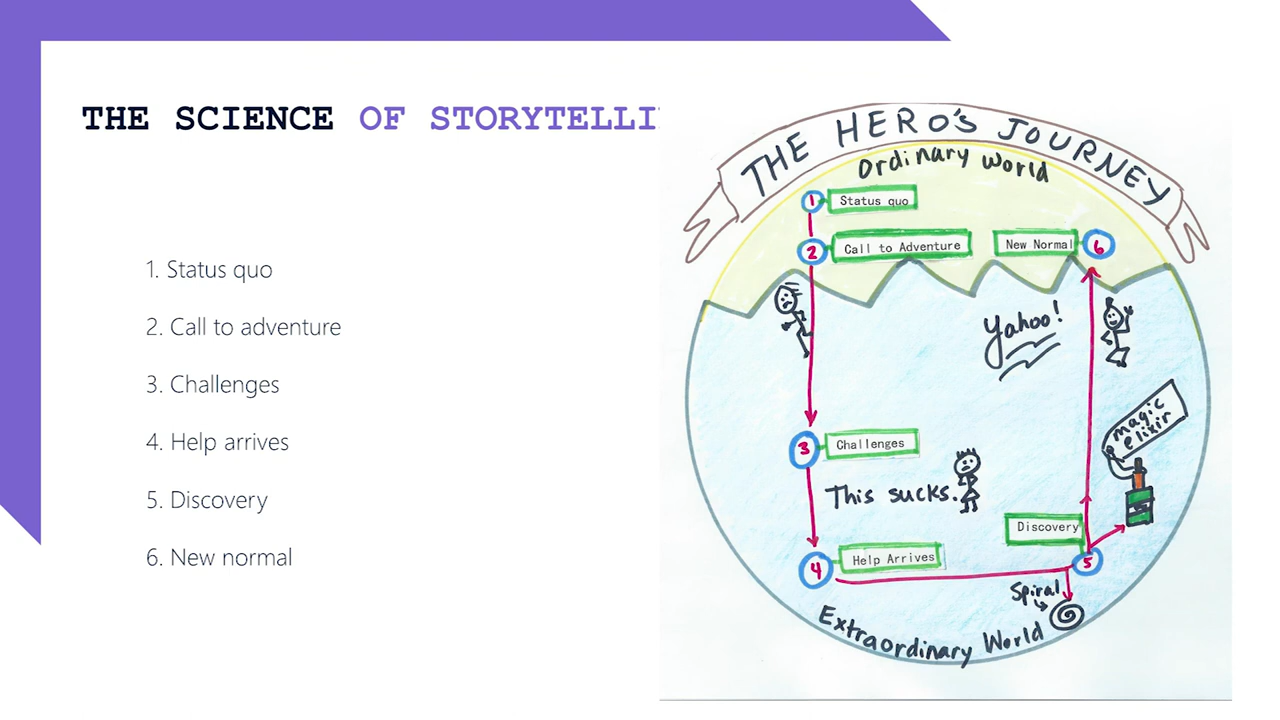 THE SCIENCE OF STORYTELLI
1. Status quo
2. Call to adventure
3. Challenges
4. Help arrives
5. Discovery
6. New normal
THE HERO'S JOURNEY
Ordinary World
1 Status quo
2 Call to Adventure
New Normal 6
Yahoo!
magic
elixir
3 Challenges
This sucks.
Discovery
4 Help Arrives
5
Spiral
Extraordinary World